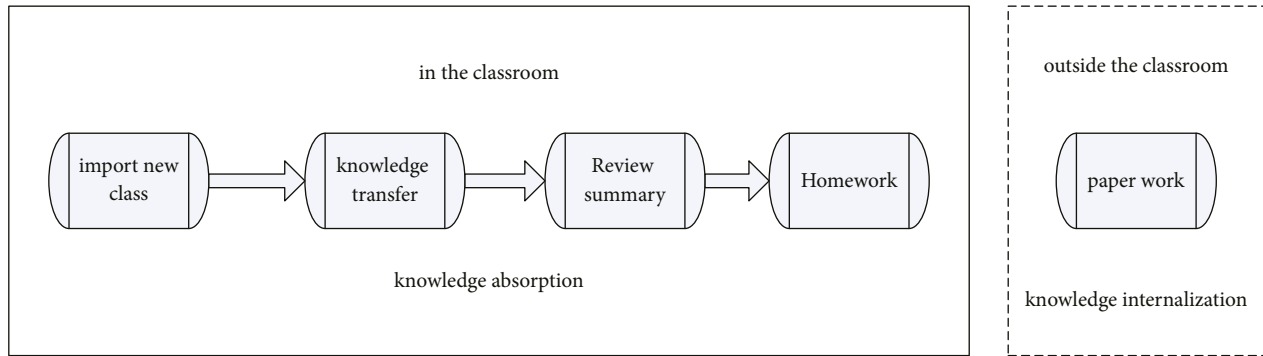 in the classroom
import new
class
knowledge
transfer
Review
summary
Homework
knowledge absorption
outside the classroom
paper work
knowledge internalization